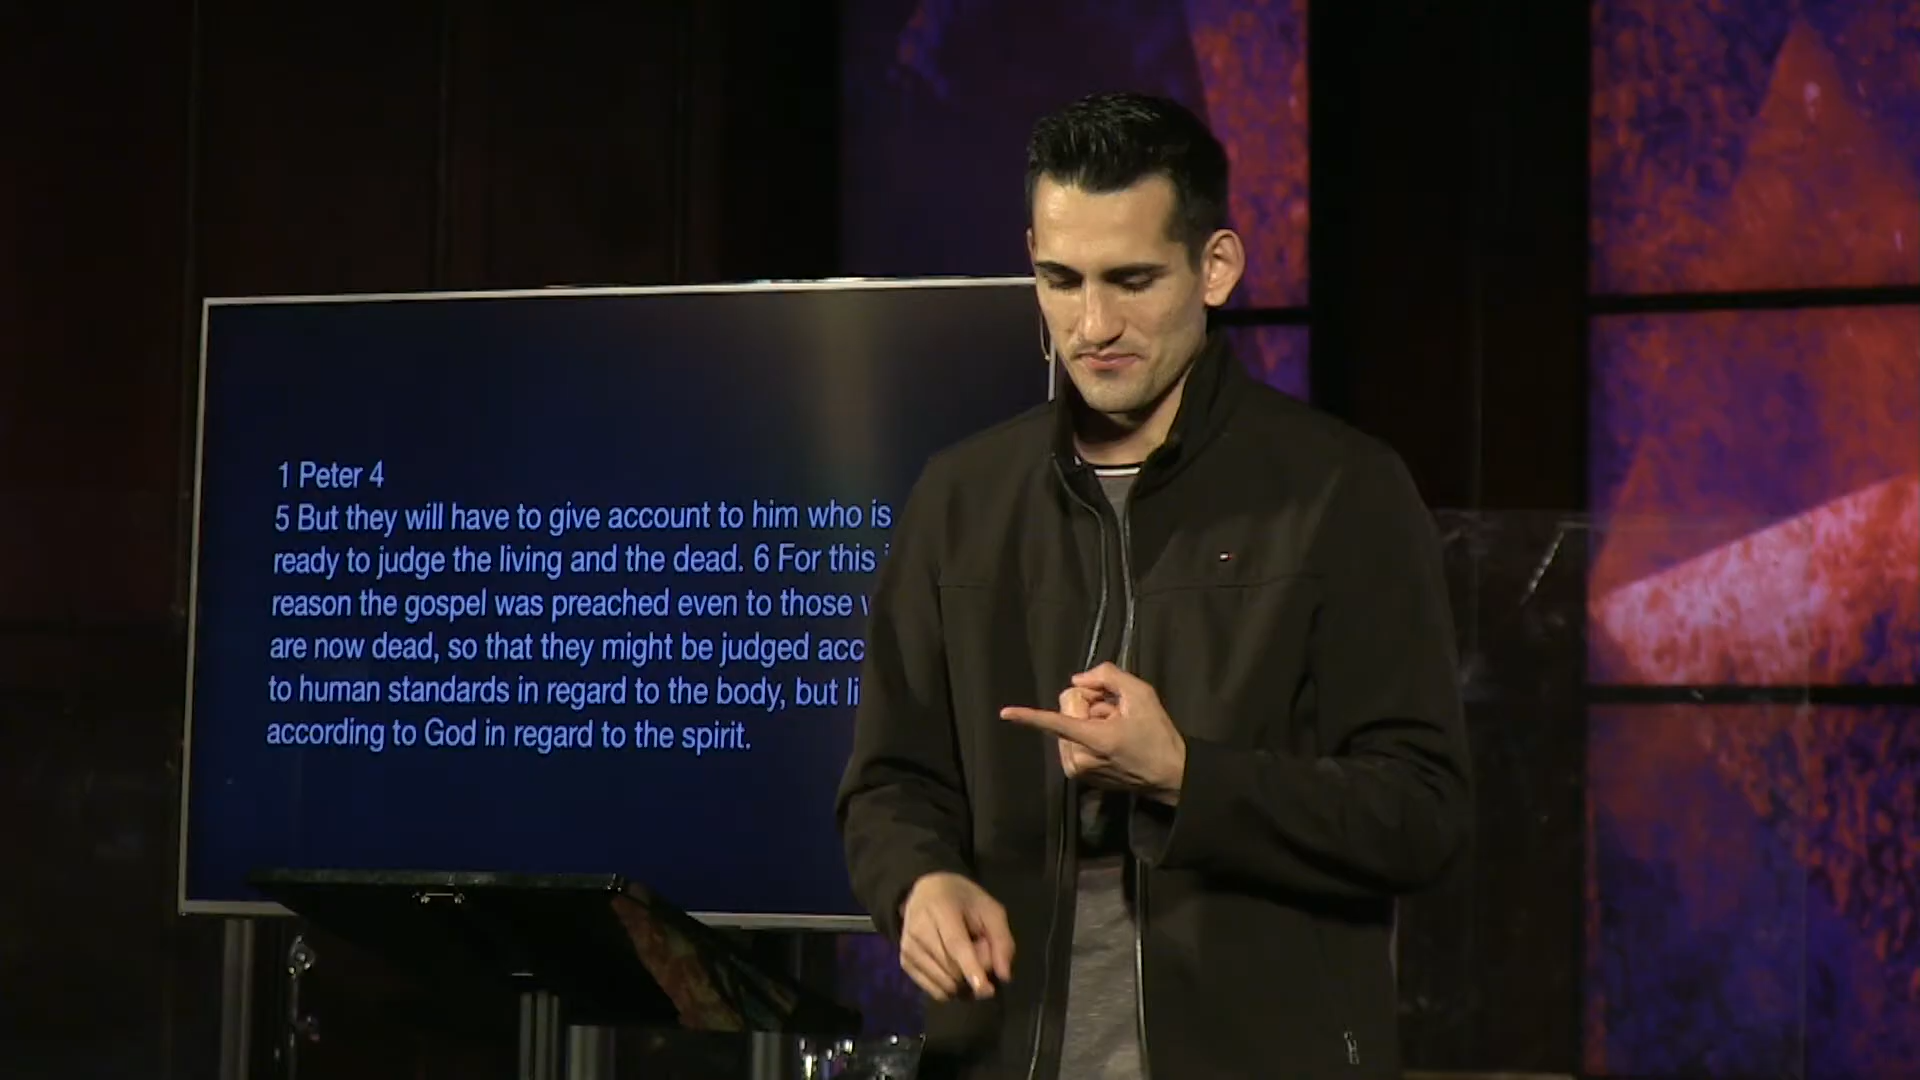 1 Peter 4
5 But they will have to give account to him who is
ready to judge the living and the dead. 6 For this
reason the gospel was preached even to those
are now dead, so that they might be judged
to human standards in regard to the body, but
according to God in regard to the spirit.